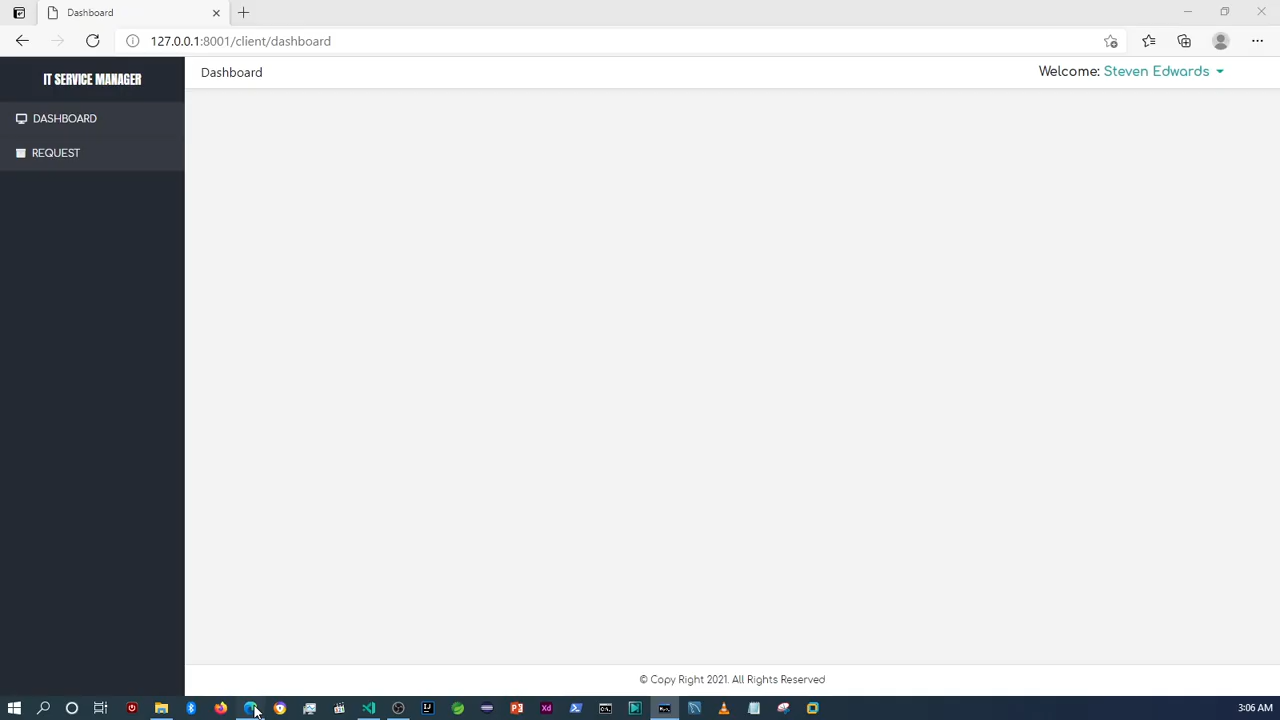 Dashboard
127.0.0.1:8001/client/dashboard
IT SERVICE MANAGER
Dashboard
Welcome: Steven Edwards
DASHBOARD
REQUEST
© Copy Right 2021. All Rights Reserved
3:06 AM